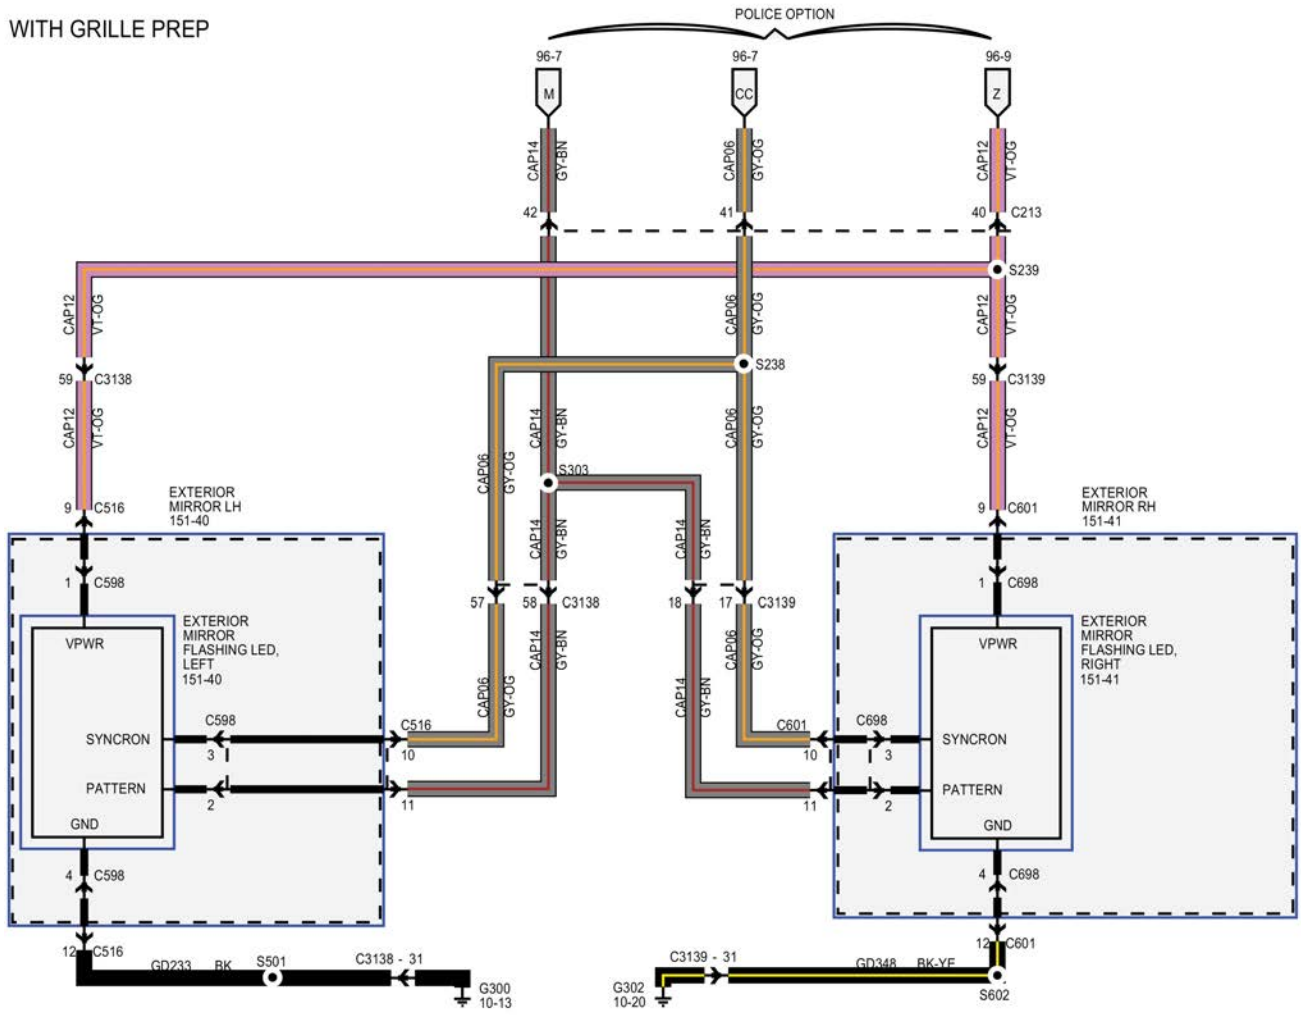 WITH GRILLE PREP
POLICE OPTION
96-7
96-7
96-9
M
CC
Z
CAP14
GY-BN
CAP06
GY-OG
CAP12
VT-OG
42
41
40
C213
S239
CAP12
VT-OG
CAP06
GY-OG
CAP12
VT-OG
S238
59
C3138
59
C3139
CAP12
VT-OG
CAP14
GY-BN
CAP06
GY-OG
CAP12
VT-OG
CAP06
GY-OG
S303
EXTERIOR
MIRROR LH
151-40
9
C516
EXTERIOR
MIRROR RH
151-41
9
C601
CAP14
GY-BN
CAP14
GY-BN
1
C598
57
58
C3138
18
17
C3139
1
C698
VPWR
EXTERIOR
MIRROR
FLASHING LED,
LEFT
151-40
CAP14
GY-BN
CAP06
GY-OG
VPWR
EXTERIOR
MIRROR
FLASHING LED,
RIGHT
151-41
CAP06
GY-OG
CAP14
GY-BN
C598
C516
C601
C698
SYNCRON
3
10
10
3
SYNCRON
PATTERN
2
11
11
2
PATTERN
GND
GND
4
C598
4
C698
12
C516
12
C601
GD233
BK
S501
C3138 - 31
C3139 - 31
GD348
BK-YE
G300
10-13
G302
10-20
S602